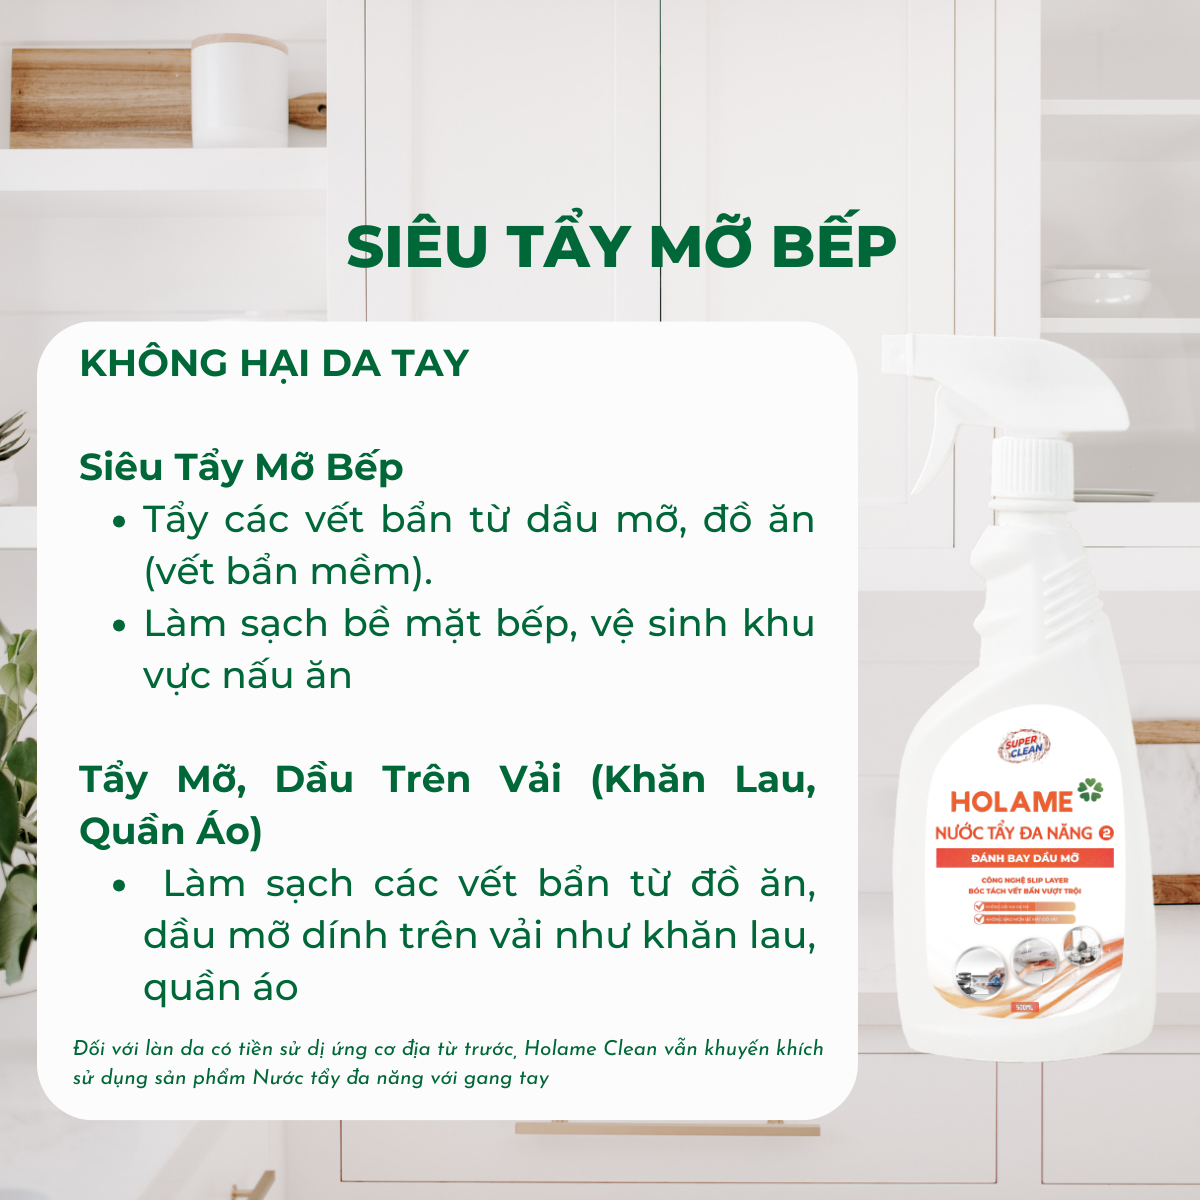 SIÊU TẨY MỠ BẾP
KHÔNG HẠI DA TAY
Siêu Tẩy Mỡ Bếp
• Tẩy các vết bẩn từ dầu mỡ, đồ ăn
(vết bẩn mềm).
• Làm sạch bề mặt bếp, vệ sinh khu
vực nấu ăn
Tẩy Mỡ, Dầu Trên Vải (Khăn Lau,
Quần Áo)
• Làm sạch các vết bẩn từ đồ ăn,
dầu mỡ dính trên vải như khăn lau,
quần áo
Đối với làn da có tiền sử dị ứng cơ địa từ trước, Holame Clean vẫn khuyến khích
sử dụng sản phẩm Nước tẩy đa năng với gang tay
SUPER
CLEAN
HOLAME
NƯỚC TẨY ĐA NĂNG 2
ĐÁNH BAY DẦU MỠ
CÔNG NGHỆ SLIP LAYER
BÓC TÁCH VẾT BẨN VƯỢT TRỘI
500ML